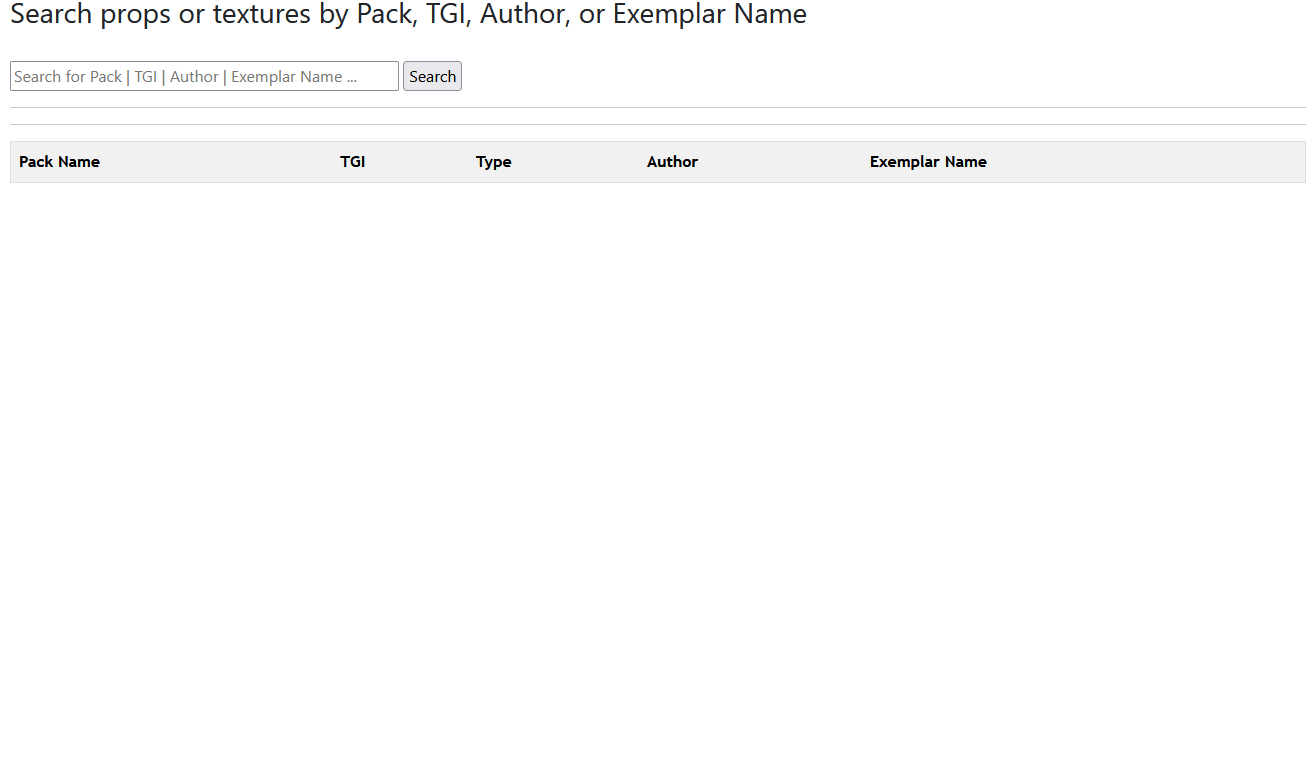 Search props or textures by Pack, TGI, Author, or Exemplar Name
Search for Pack | TGI | Author | Exemplar Name ... Search
Pack Name TGI Type Author Exemplar Name